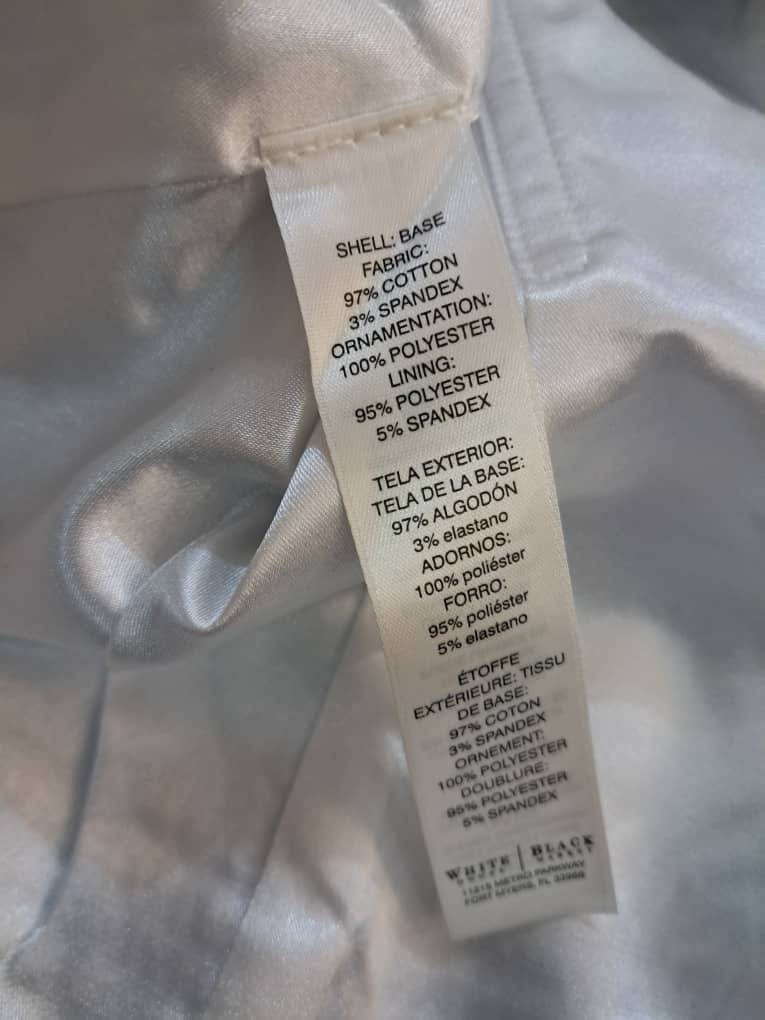 SHELL: BASE
FABRIC:
97% COTTON
3% SPANDEX
ORNAMENTATION:
100% POLYESTER
LINING:
95% POLYESTER
5% SPANDEX
TELA EXTERIOR:
TELA DE LA BASE:
97% ALGODÓN
3% elastano
ADORNOS:
100% poliéster
FORRO:
95% poliéster
5% elastano
ÉTOFFE
EXTÉRIEURE: TISSU
DE BASE:
97% COTON
3% SPANDEX
ORNEMENT:
100% POLYESTER
DOUBLURE:
95% POLYESTER
5% SPANDEX
WHITE | BLACK
HOUSE | MARKET
11215 METRO PARKWAY
FORT MYERS, FL 33966